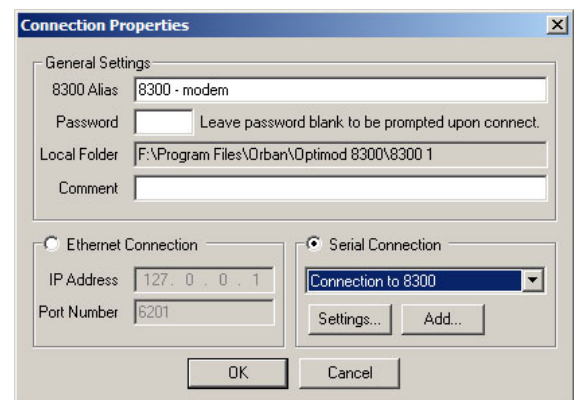 Connection Properties
General Settings
8300 Alias 8300 - modem
Password Leave password blank to be prompted upon connect.
Local Folder F:\Program Files\Orban\Optimod 8300\8300 1
Comment
Ethernet Connection
IP Address 127. 0 . 0 . 1
Port Number 6201
Serial Connection
Connection to 8300
Settings... Add...
OK Cancel